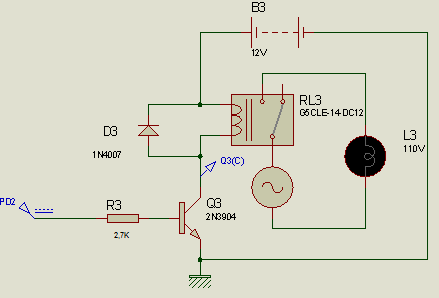 B3
12V
RL3
G5CLE-14-DC12
D3
1N4007
L3
110V
Q3(C)
PD2
R3
2,7K
Q3
2N3904